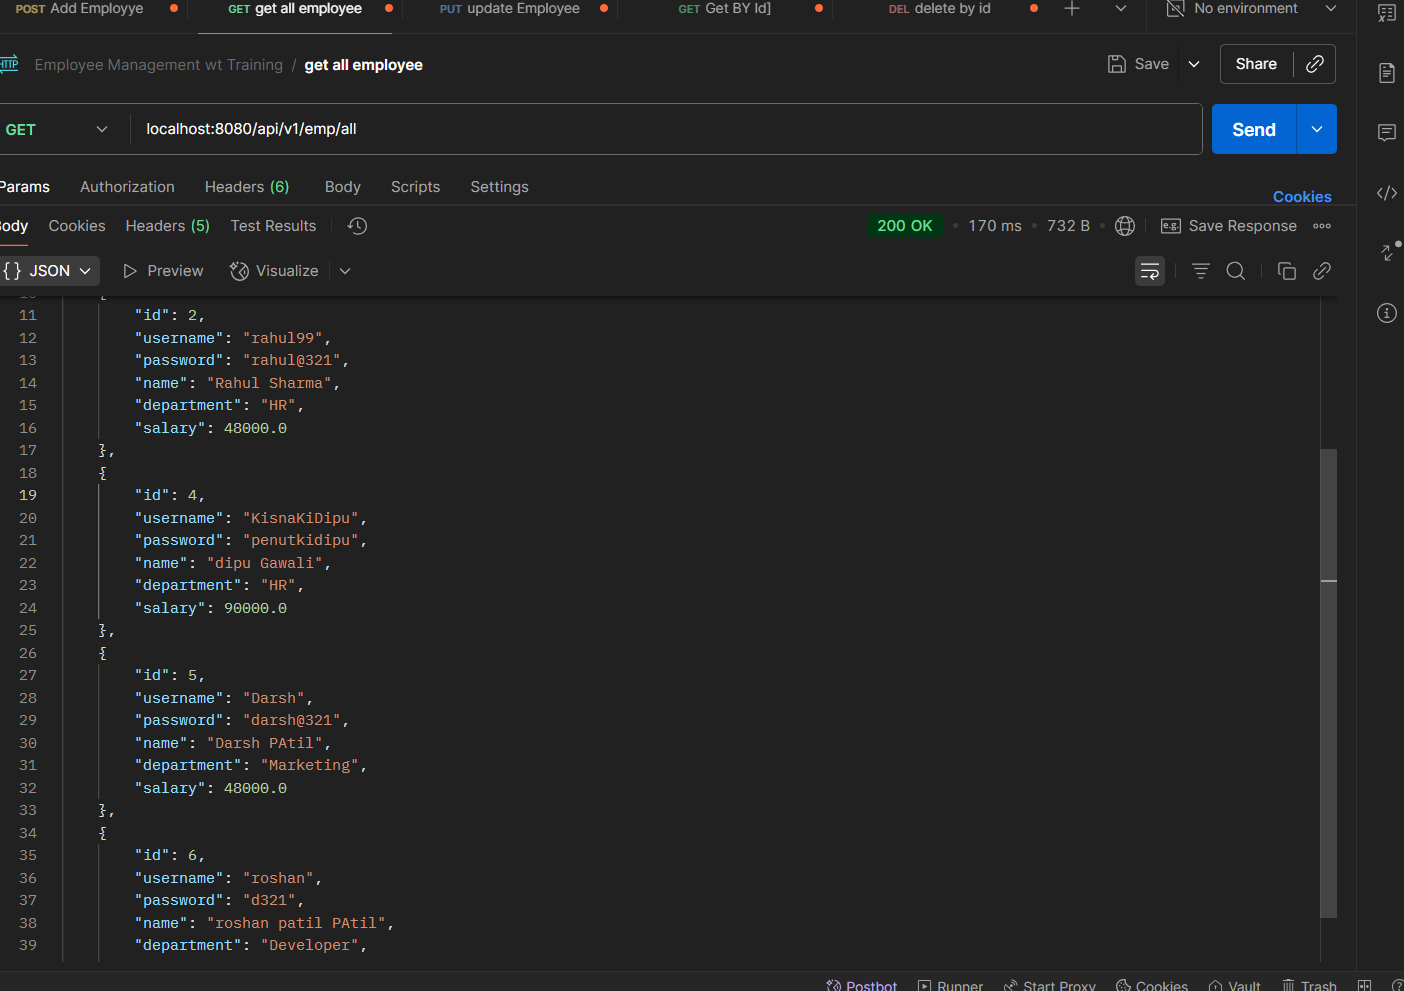 POST Add Employye
GET get all employee
PUT update Employee
GET Get BY Id]
DEL delete by id
No environment
HTTP Employee Management wt Training / get all employee
Save
Share
GET
localhost:8080/api/v1/emp/all
Send
Params Authorization Headers (6) Body Scripts Settings
Cookies
Body Cookies Headers (5) Test Results
200 OK • 170 ms • 732 B • e.g. Save Response
{} JSON Preview Visualize
11 "id": 2,
12 "username": "rahul99",
13 "password": "rahul@321",
14 "name": "Rahul Sharma",
15 "department": "HR",
16 "salary": 48000.0
17 },
18 {
19 "id": 4,
20 "username": "KisnaKiDipu",
21 "password": "penutkidipu",
22 "name": "dipu Gawali",
23 "department": "HR",
24 "salary": 90000.0
25 },
26 {
27 "id": 5,
28 "username": "Darsh",
29 "password": "darsh@321",
30 "name": "Darsh PAtil",
31 "department": "Marketing",
32 "salary": 48000.0
33 },
34 {
35 "id": 6,
36 "username": "roshan",
37 "password": "d321",
38 "name": "roshan patil PAtil",
39 "department": "Developer",
Postbot Runner Start Proxy Cookies Vault Trash